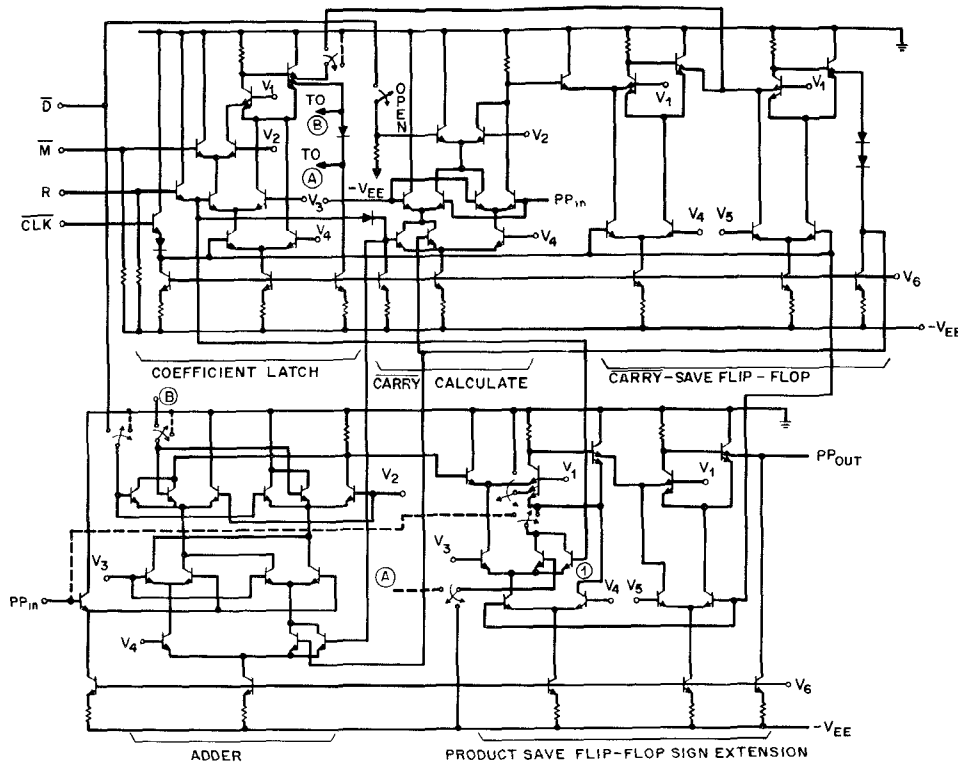 V1
D
OPEN
V1
V1
TO
B
M
V2
V2
TO
A
R
V3
-VEE
PPin
CLK
V4
V4
V4
V5
V6
-VEE
COEFFICIENT LATCH
CARRY CALCULATE
CARRY-SAVE FLIP-FLOP
B
V2
V1
V1
PPOUT
V3
V3
A
1
PPin
V4
V4
V5
V6
-VEE
ADDER
PRODUCT SAVE FLIP-FLOP SIGN EXTENSION